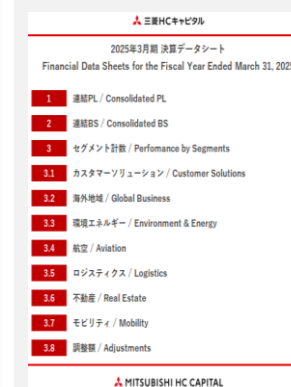 三菱HCキャピタル
2025年3月期 決算データシート
Financial Data Sheets for the Fiscal Year Ended March 31, 202
1 連結PL / Consolidated PL
2 連結BS / Consolidated BS
3 セグメント計数 / Perfomance by Segments
3.1 カスタマーソリューション / Customer Solutions
3.2 海外地域 / Global Business
3.3 環境エネルギー / Environment & Energy
3.4 航空 / Aviation
3.5 ロジスティクス / Logistics
3.6 不動産 / Real Estate
3.7 モビリティ / Mobility
3.8 調整額 / Adjustments
MITSUBISHI HC CAPITAL